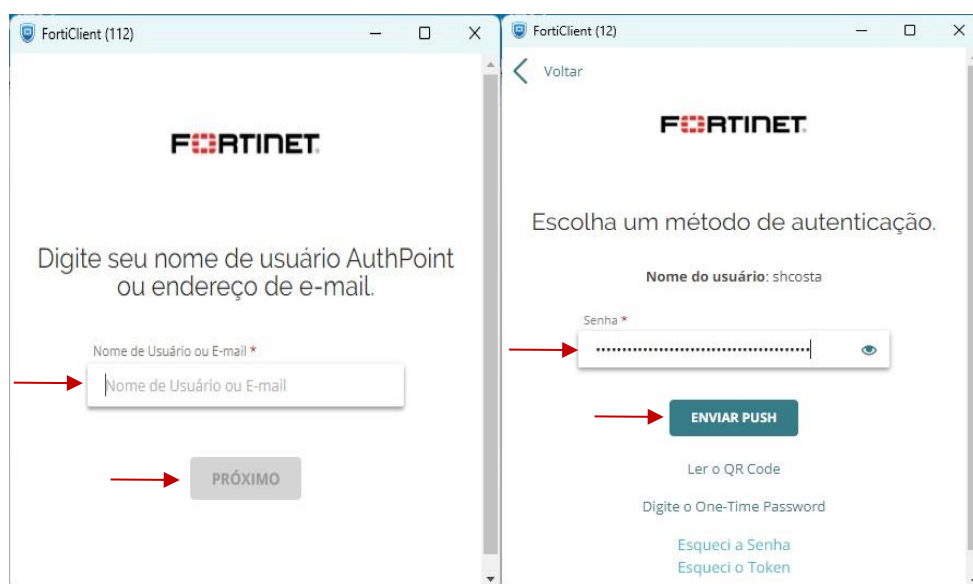 FortiClient (112)
FORTINET
Digite seu nome de usuário AuthPoint
ou endereço de e-mail.
Nome de Usuário ou E-mail *
Nome de Usuário ou E-mail
PRÓXIMO
FortiClient (12)
Voltar
FORTINET
Escolha um método de autenticação.
Nome do usuário: shcosta
Senha *
ENVIAR PUSH
Ler o QR Code
Digite o One-Time Password
Esqueci a Senha
Esqueci o Token